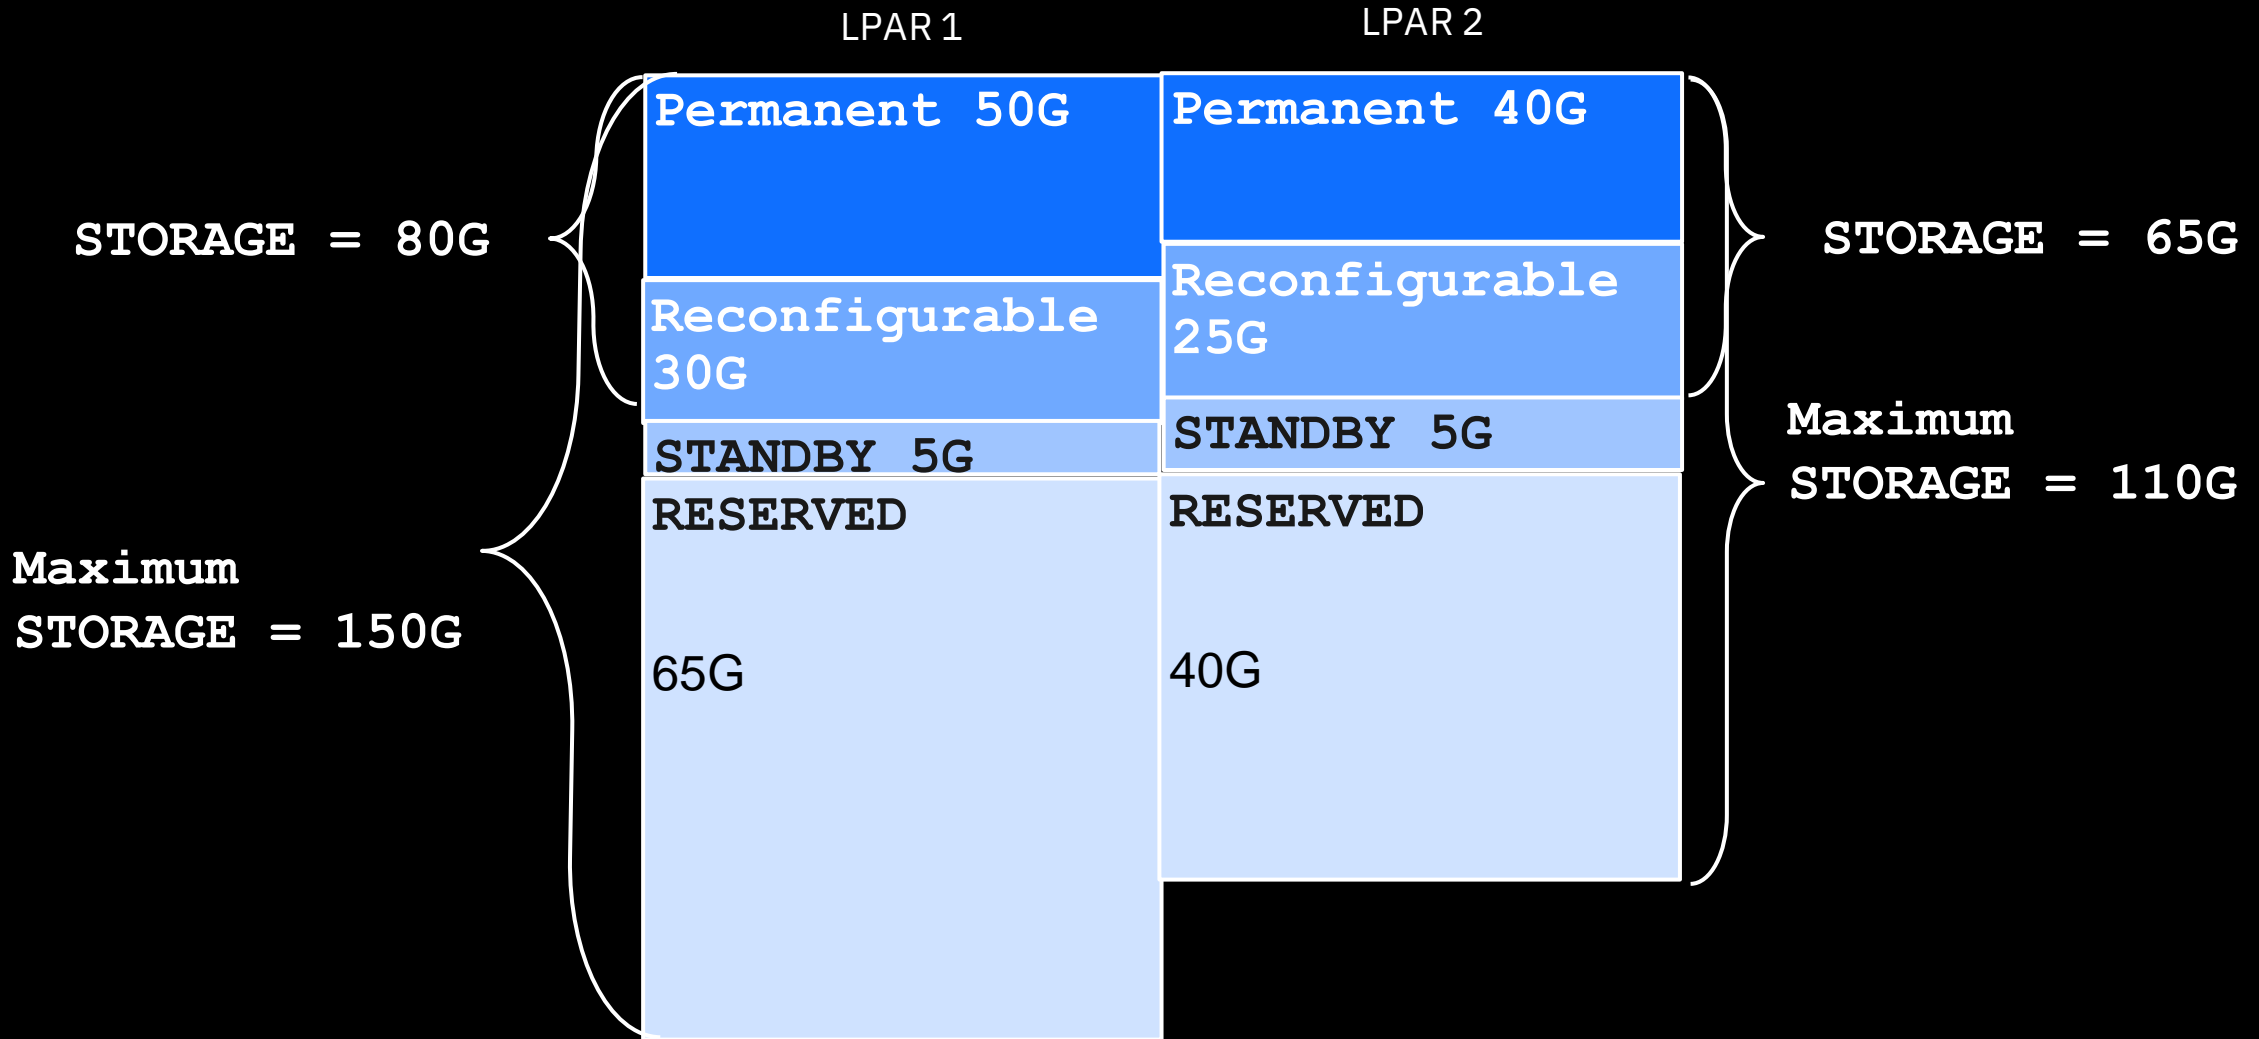 LPAR 1
LPAR 2
STORAGE = 80G
Maximum
STORAGE = 150G
Permanent 50G
Reconfigurable
30G
STANDBY 5G
RESERVED
65G
Permanent 40G
Reconfigurable
25G
STANDBY 5G
RESERVED
40G
STORAGE = 65G
Maximum
STORAGE = 110G